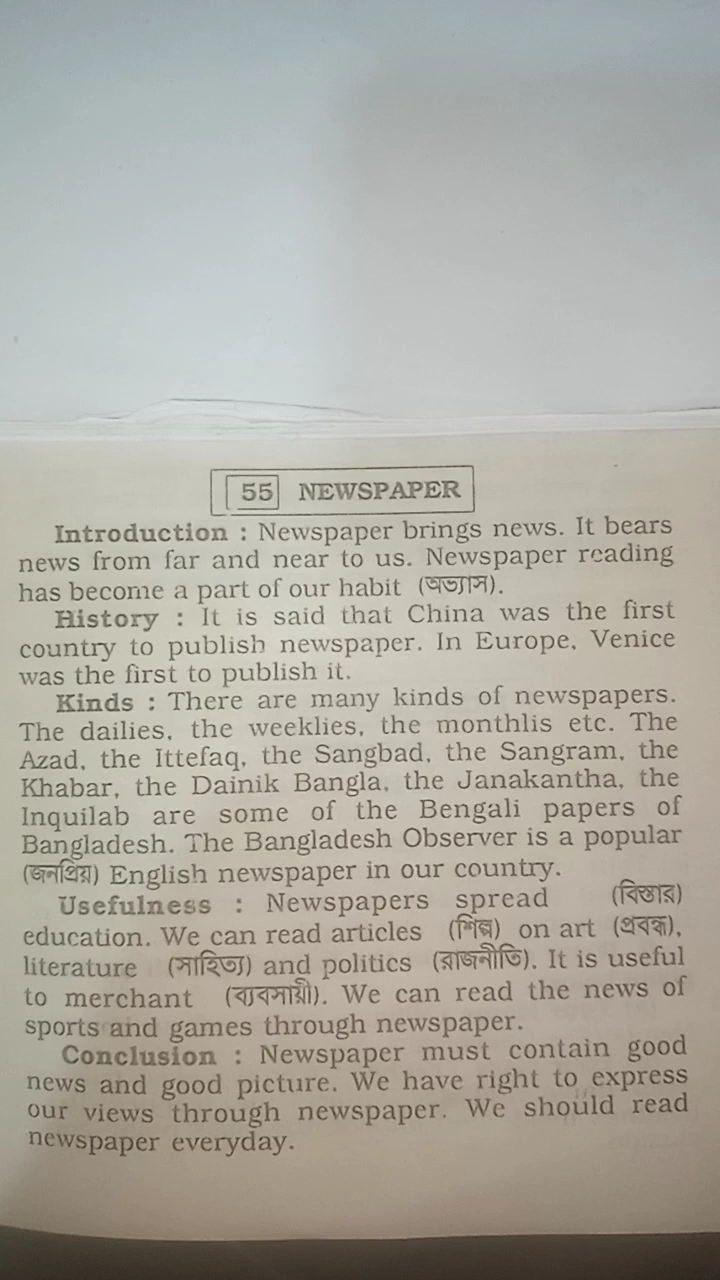 55 NEWSPAPER
Introduction : Newspaper brings news. It bears
news from far and near to us. Newspaper reading
has become a part of our habit (অভ্যাস).
History : It is said that China was the first
country to publish newspaper. In Europe, Venice
was the first to publish it.
Kinds : There are many kinds of newspapers.
The dailies, the weeklies, the monthlis etc. The
Azad, the Ittefaq, the Sangbad, the Sangram, the
Khabar, the Dainik Bangla, the Janakantha, the
Inquilab are some of the Bengali papers of
Bangladesh. The Bangladesh Observer is a popular
(জনপ্রিয়) English newspaper in our country.
Usefulness : Newspapers spread (বিস্তার)
education. We can read articles (শিল্প) on art (প্রবন্ধ),
literature (সাহিত্য) and politics (রাজনীতি). It is useful
to merchant (ব্যবসায়ী). We can read the news of
sports and games through newspaper.
Conclusion : Newspaper must contain good
news and good picture. We have right to express
our views through newspaper. We should read
newspaper everyday.